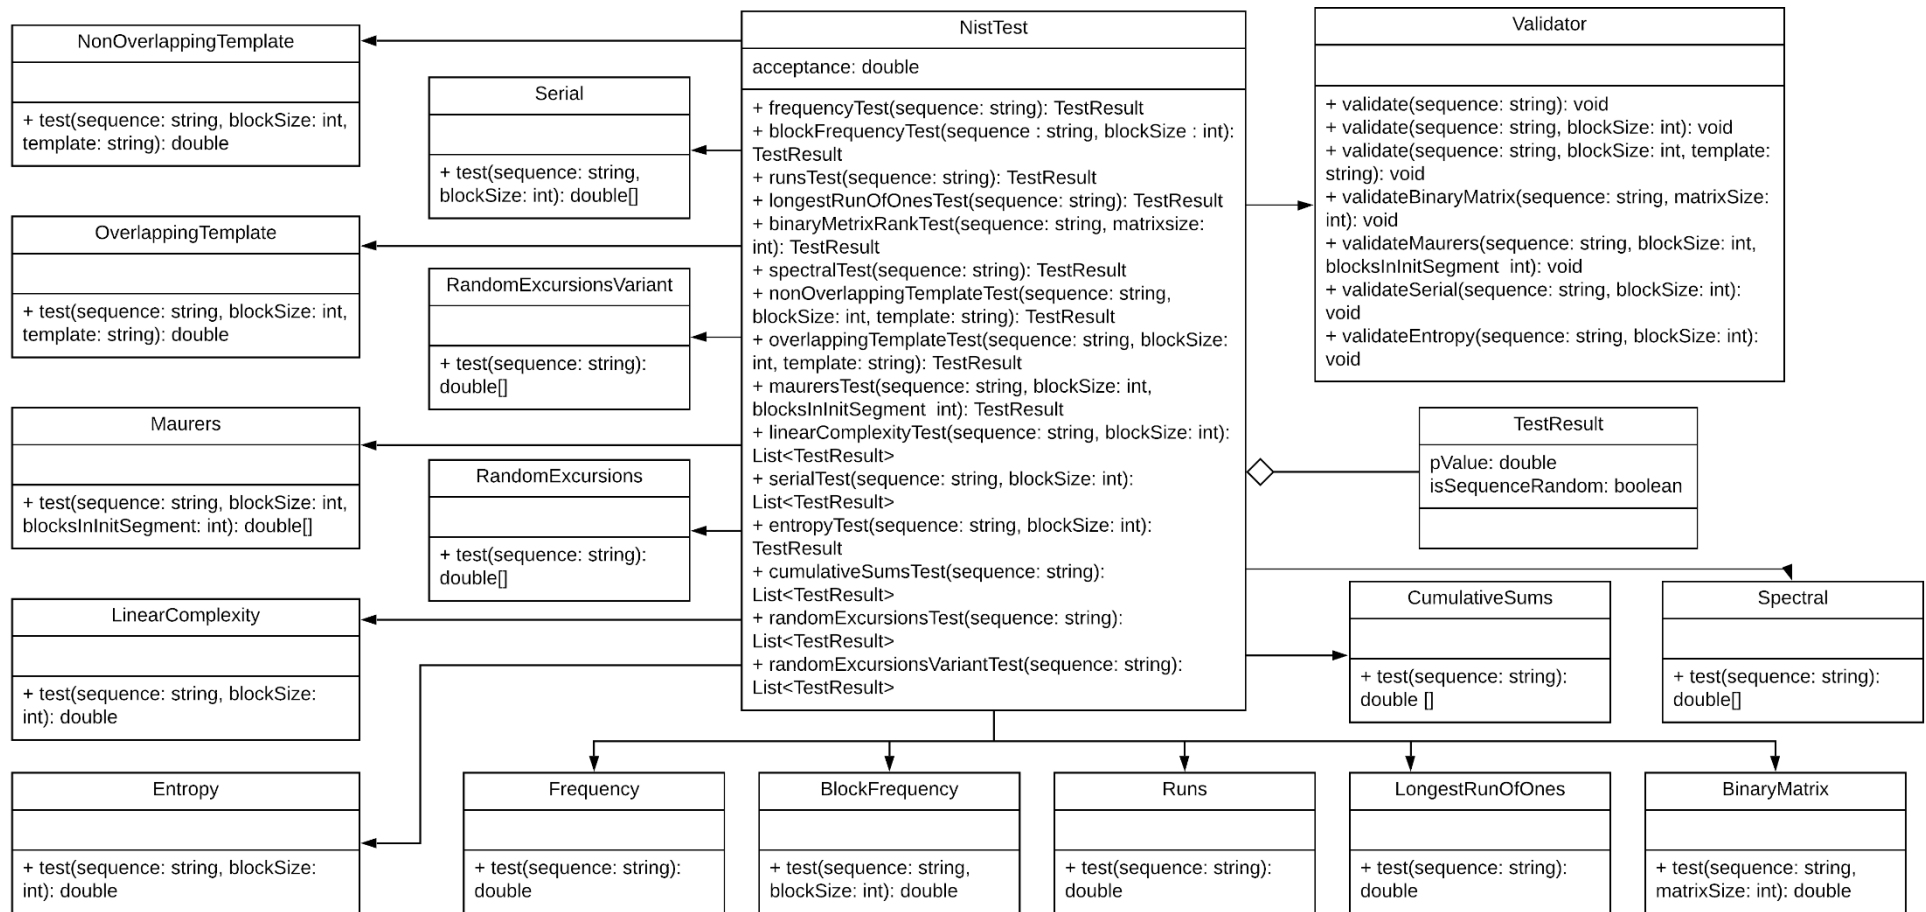 NonOverlappingTemplate
+ test(sequence: string, blockSize: int,
template: string): double
Serial
+ test(sequence: string,
blockSize: int): double[]
OverlappingTemplate
+ test(sequence: string, blockSize: int,
template: string): double
RandomExcursionsVariant
+ test(sequence: string):
double[]
Maurers
+ test(sequence: string, blockSize: int,
blocksInInitSegment: int): double[]
RandomExcursions
+ test(sequence: string):
double[]
LinearComplexity
+ test(sequence: string, blockSize:
int): double
NistTest
acceptance: double
+ frequencyTest(sequence: string): TestResult
+ blockFrequencyTest(sequence : string, blockSize : int):
TestResult
+ runsTest(sequence: string): TestResult
+ longestRunOfOnesTest(sequence: string): TestResult
+ binaryMetrixRankTest(sequence: string, matrixsize:
int): TestResult
+ spectralTest(sequence: string): TestResult
+ nonOverlappingTemplateTest(sequence: string,
blockSize: int, template: string): TestResult
+ overlappingTemplateTest(sequence: string, blockSize:
int, template: string): TestResult
+ maurersTest(sequence: string, blockSize: int,
blocksInInitSegment int): TestResult
+ linearComplexityTest(sequence: string, blockSize: int):
List<TestResult>
+ serialTest(sequence: string, blockSize: int):
List<TestResult>
+ entropyTest(sequence: string, blockSize: int):
TestResult
+ cumulativeSumsTest(sequence: string):
List<TestResult>
+ randomExcursionsTest(sequence: string):
List<TestResult>
+ randomExcursionsVariantTest(sequence: string):
List<TestResult>
Validator
+ validate(sequence: string): void
+ validate(sequence: string, blockSize: int): void
+ validate(sequence: string, blockSize: int, template:
string): void
+ validateBinaryMatrix(sequence: string, matrixSize:
int): void
+ validateMaurers(sequence: string, blockSize: int,
blocksInInitSegment int): void
+ validateSerial(sequence: string, blockSize: int):
void
+ validateEntropy(sequence: string, blockSize: int):
void
TestResult
pValue: double
isSequenceRandom: boolean
CumulativeSums
+ test(sequence: string):
double []
Spectral
+ test(sequence: string):
double[]
Entropy
+ test(sequence: string, blockSize:
int): double
Frequency
+ test(sequence: string):
double
BlockFrequency
+ test(sequence: string,
blockSize: int): double
Runs
+ test(sequence: string):
double
LongestRunOfOnes
+ test(sequence: string):
double
BinaryMatrix
+ test(sequence: string,
matrixSize: int): double